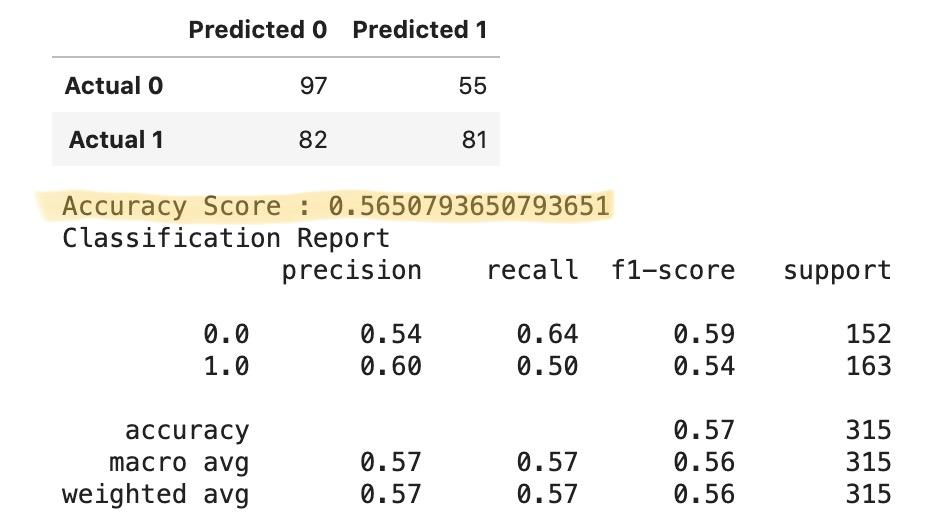 Predicted 0 Predicted 1
Actual 0 97 55
Actual 1 82 81
Accuracy Score : 0.5650793650793651
Classification Report
precision recall f1-score support
0.0 0.54 0.64 0.59 152
1.0 0.60 0.50 0.54 163
accuracy 0.57 315
macro avg 0.57 0.57 0.56 315
weighted avg 0.57 0.57 0.56 315